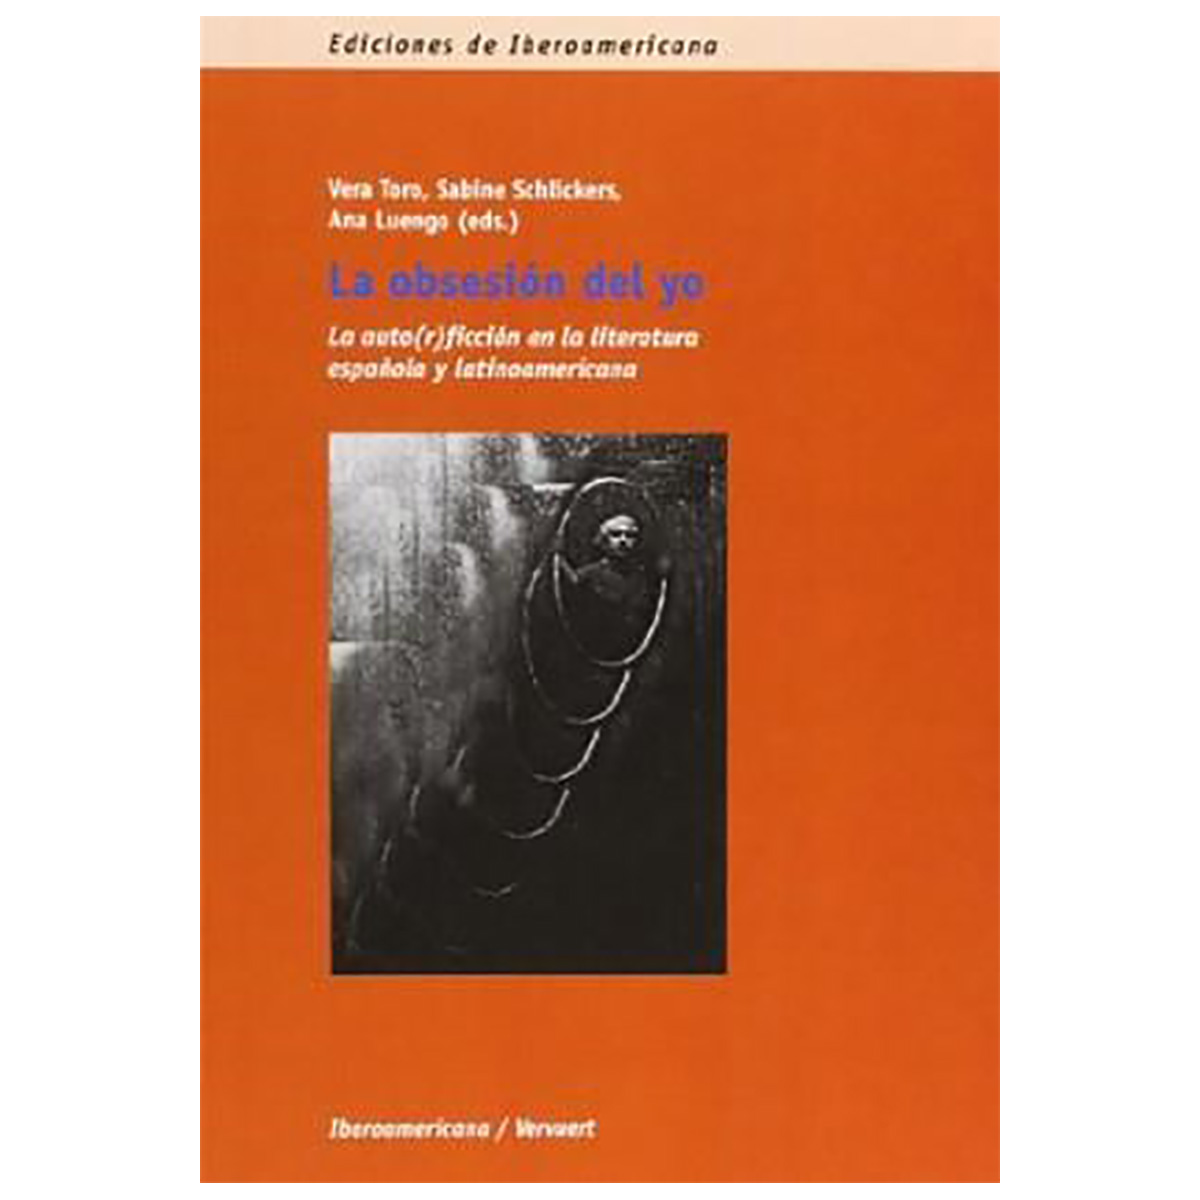 Ediciones de Iberoamericana
Vera Toro, Sabine Schlickers,
Ana Luengo (eds.)
La obsesión del yo
La auto(r)ficción en la literatura
española y latinoamericana
Iberoamericana / Vervuert